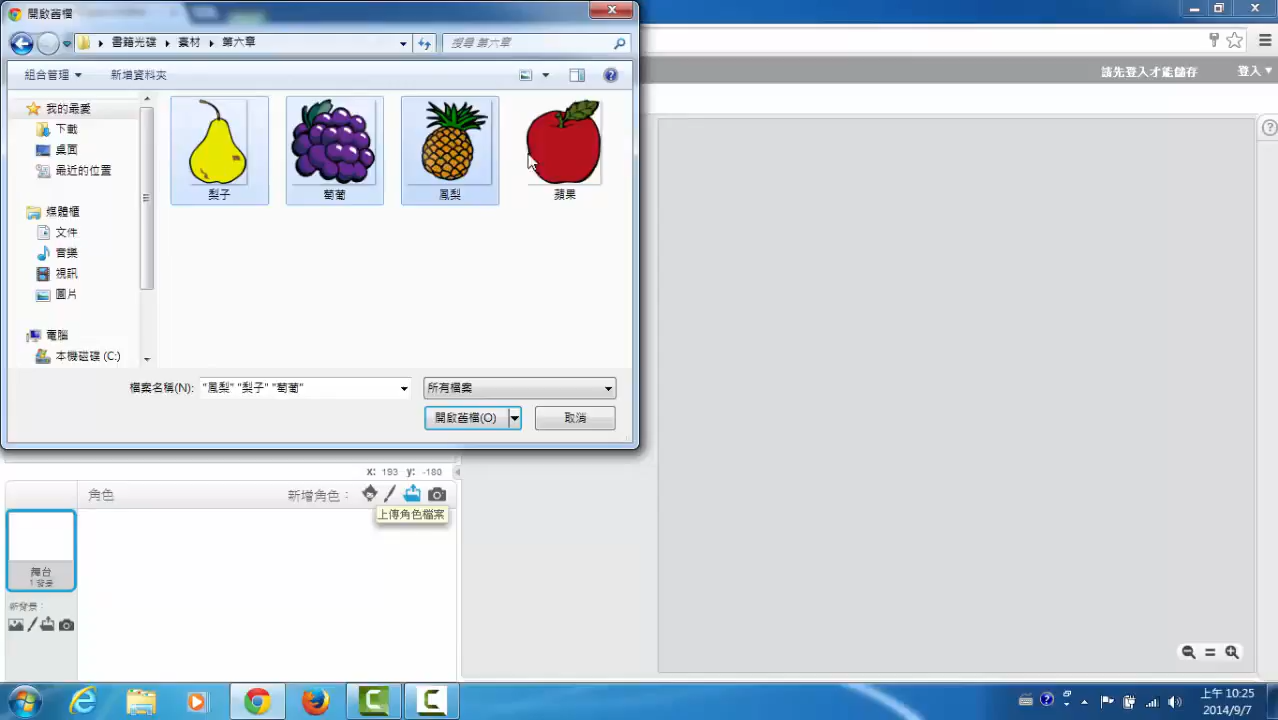 開啟舊檔
書籍光碟 素材 第六章
搜尋 第六章
組合管理
新增資料夾
請先登入才能儲存
登入
我的最愛
下載
桌面
最近的位置
媒體櫃
文件
音樂
視訊
圖片
電腦
本機磁碟 (C:)
梨子
葡萄
鳳梨
蘋果
檔案名稱(N):
"鳳梨" "梨子" "葡萄"
所有檔案
開啟舊檔(O)
取消
x: 193 y: -180
角色
新增角色：
上傳角色檔案
舞台
1 背景
新背景：
上午 10:25
2014/9/7